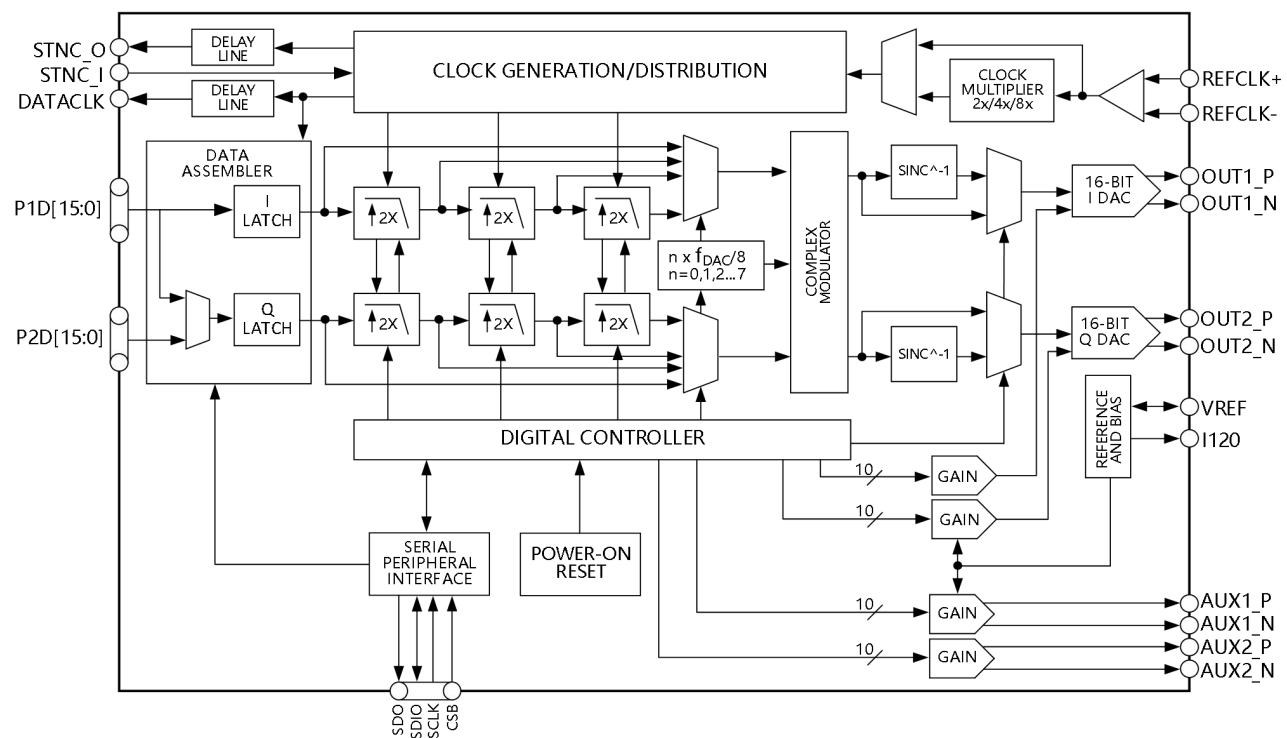 STNC_O
STNC_I
DATACLK
DELAY
LINE
DELAY
LINE
CLOCK GENERATION/DISTRIBUTION
CLOCK
MULTIPLIER
2x/4x/8x
REFCLK+
REFCLK-
DATA
ASSEMBLER
P1D[15:0]
P2D[15:0]
I
LATCH
Q
LATCH
2X
2X
2X
2X
2X
2X
n x fDAC/8
n=0,1,2...7
COMPLEX
MODULATOR
SINC^-1
SINC^-1
16-BIT
I DAC
16-BIT
Q DAC
OUT1_P
OUT1_N
OUT2_P
OUT2_N
VREF
I120
REFERENCE
AND BIAS
DIGITAL CONTROLLER
10
GAIN
10
GAIN
10
GAIN
10
GAIN
AUX1_P
AUX1_N
AUX2_P
AUX2_N
SERIAL
PERIPHERAL
INTERFACE
POWER-ON
RESET
SDO
SDIO
SCLK
CSB